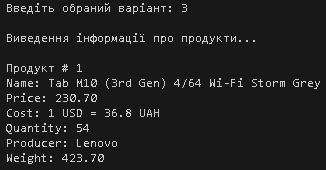 Введіть обраний варіант: 3
Виведення інформації про продукти...
Продукт # 1
Name: Tab M10 (3rd Gen) 4/64 Wi-Fi Storm Grey
Price: 230.70
Cost: 1 USD = 36.8 UAH
Quantity: 54
Producer: Lenovo
Weight: 423.70